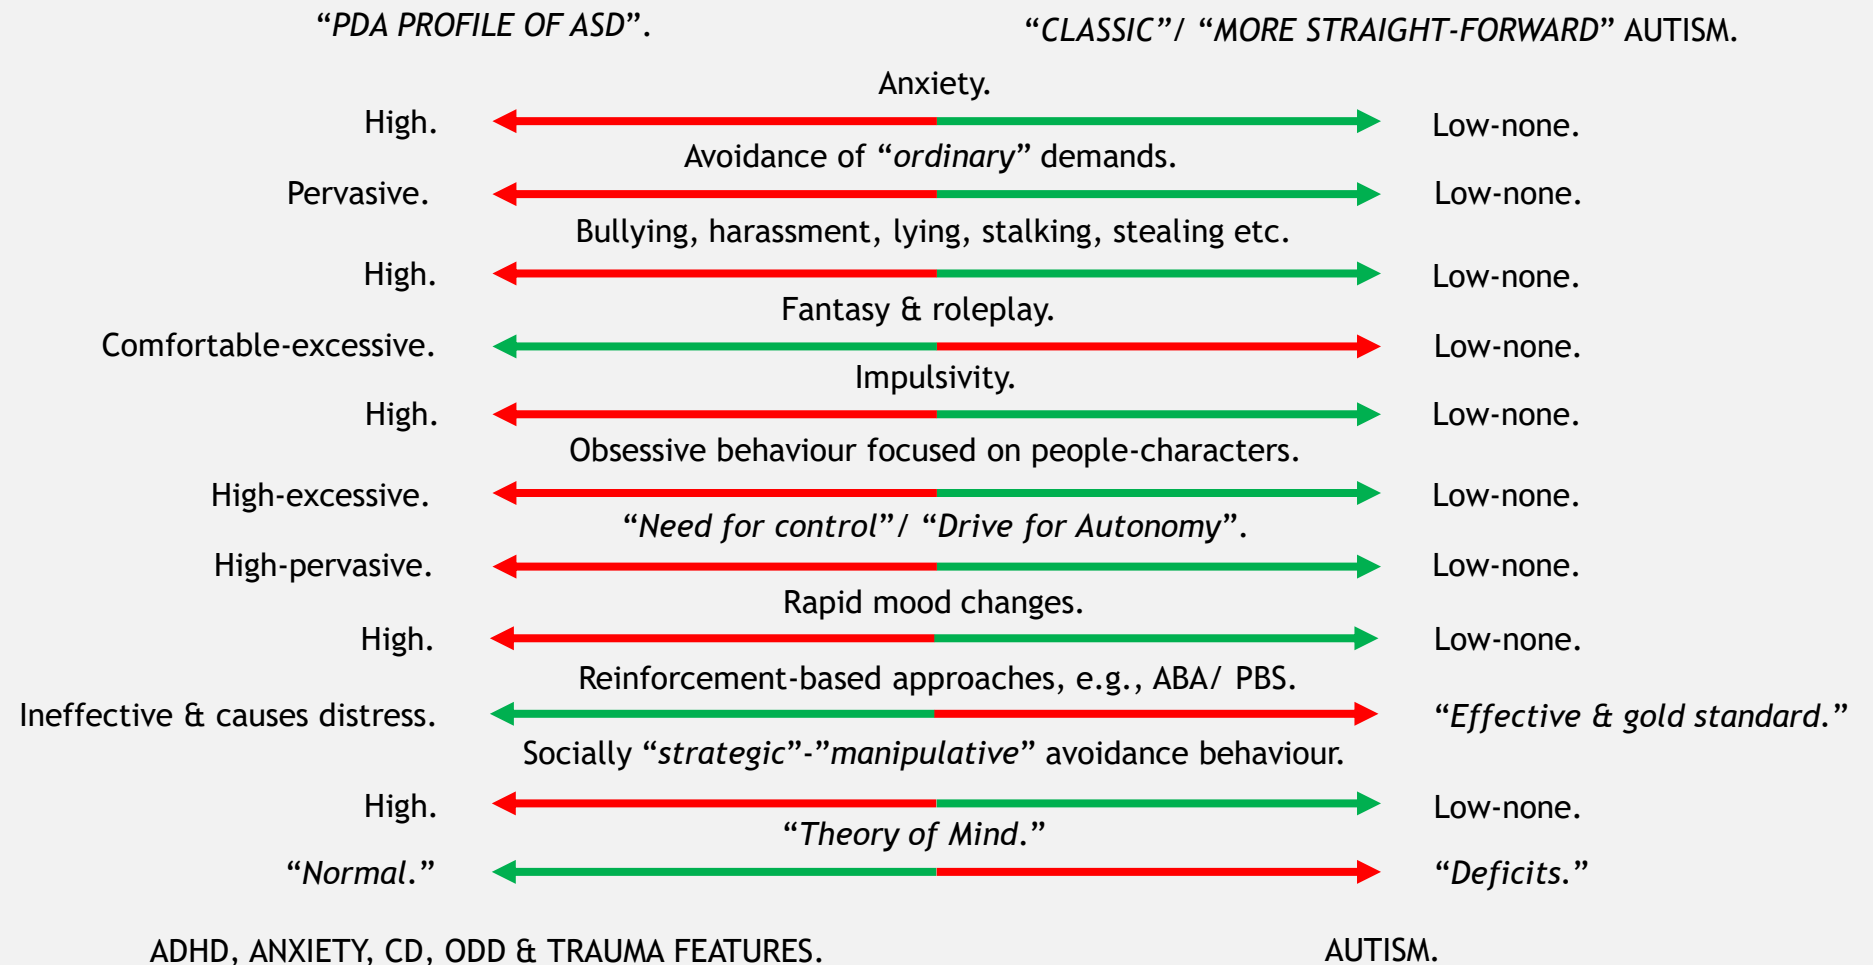 “PDA PROFILE OF ASD”.
“CLASSIC”/ “MORE STRAIGHT-FORWARD” AUTISM.
Anxiety.
High.
Low-none.
Avoidance of “ordinary” demands.
Pervasive.
Low-none.
Bullying, harassment, lying, stalking, stealing etc.
High.
Low-none.
Fantasy & roleplay.
Comfortable-excessive.
Low-none.
Impulsivity.
High.
Low-none.
Obsessive behaviour focused on people-characters.
High-excessive.
Low-none.
“Need for control”/ “Drive for Autonomy”.
High-pervasive.
Low-none.
Rapid mood changes.
High.
Low-none.
Reinforcement-based approaches, e.g., ABA/ PBS.
Ineffective & causes distress.
“Effective & gold standard.”
Socially “strategic”-”manipulative” avoidance behaviour.
High.
Low-none.
“Theory of Mind.”
“Normal.”
“Deficits.”
ADHD, ANXIETY, CD, ODD & TRAUMA FEATURES.
AUTISM.